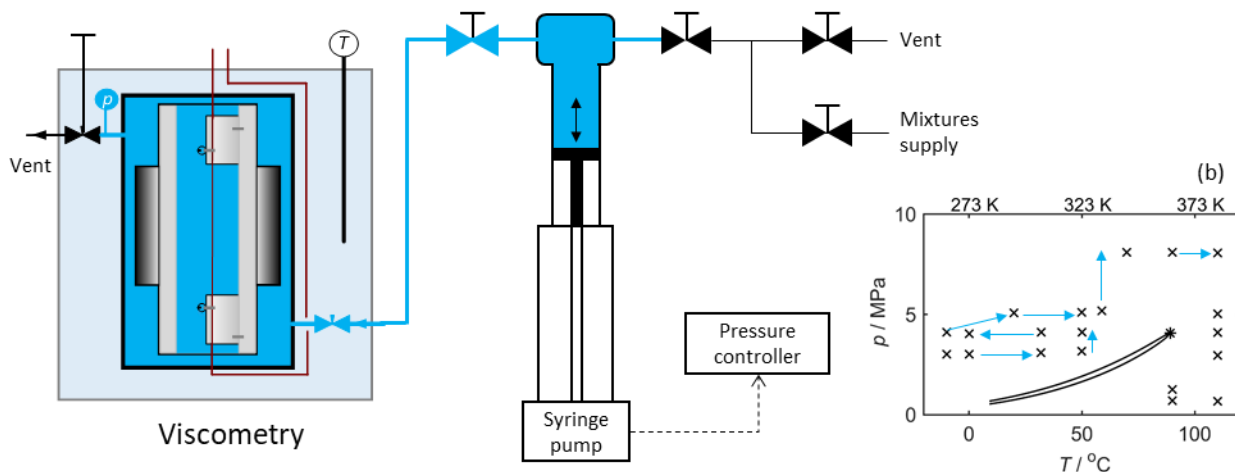 T
p
Vent
Viscometry
Vent
Mixtures
supply
Pressure
controller
Syringe
pump
(b)
273 K 323 K 373 K
10
5
0
p / MPa
0 50 100
T / °C